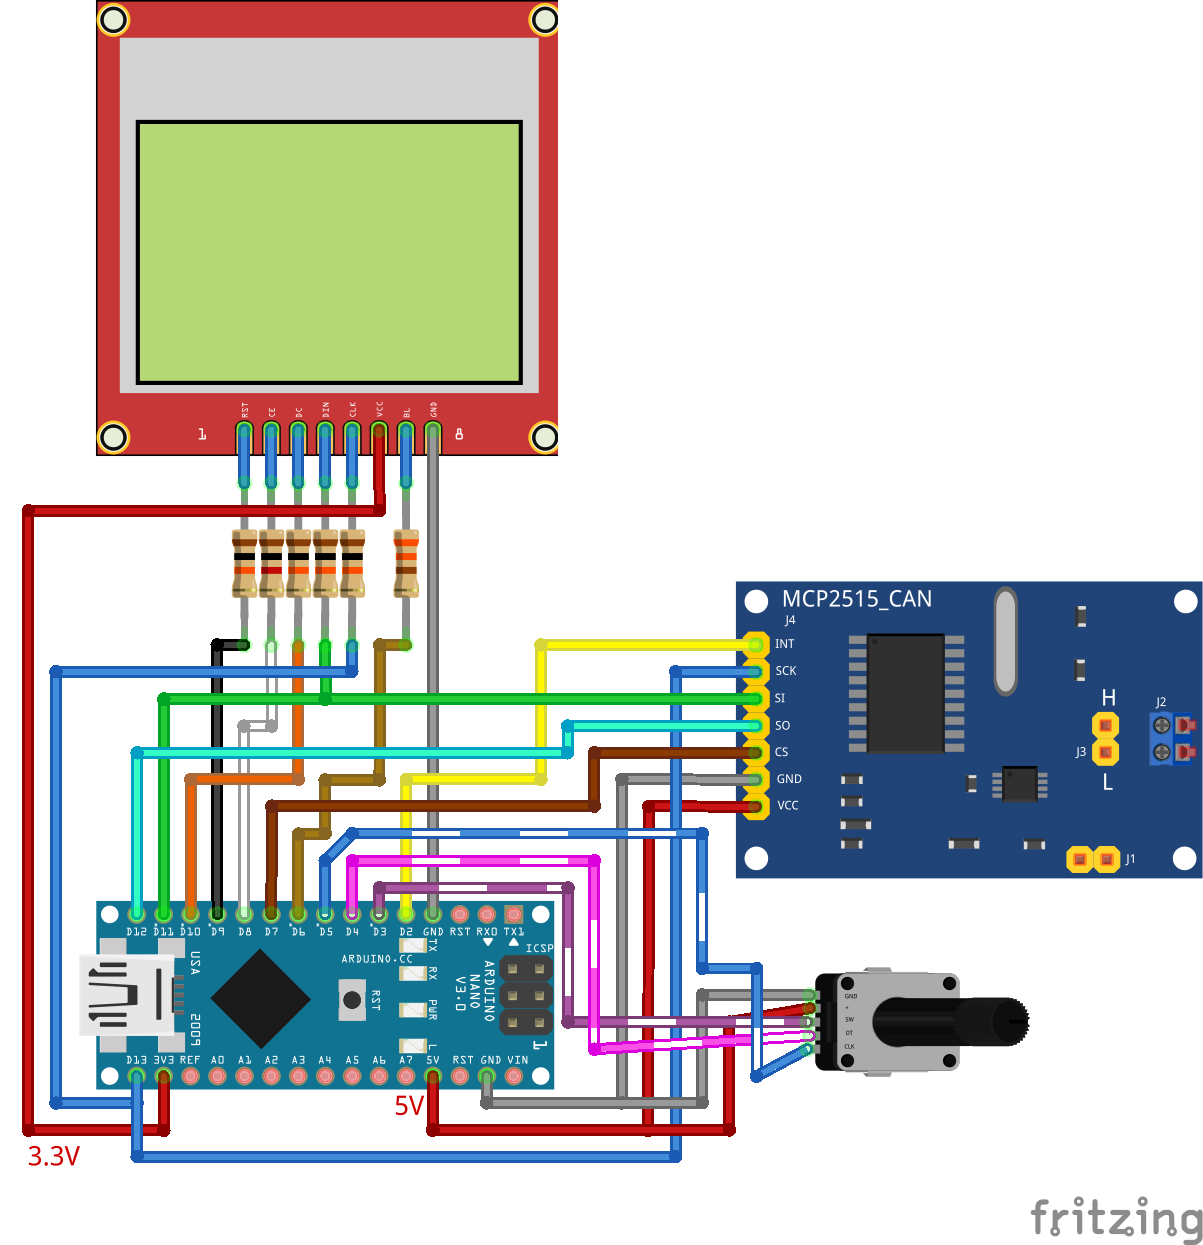 RST CE DC DIN CLK VCC BL GND
1 8
MCP2515_CAN
J4
INT
SCK
SI
SO
CS
GND
VCC
H
J3
L
J2
J1
D12 D11 D10 D9 D8 D7 D6 D5 D4 D3 D2 GND RST RX0 TX1
ICSP
1
USA
2009
ARDUINO.CC
RST
TX
RX
PWR
L
ARDUINO
NANO
V3.0
D13 3V3 REF A0 A1 A2 A3 A4 A5 A6 A7 5V RST GND VIN
GND
+
SW
DT
CLK
5V
3.3V
fritzing